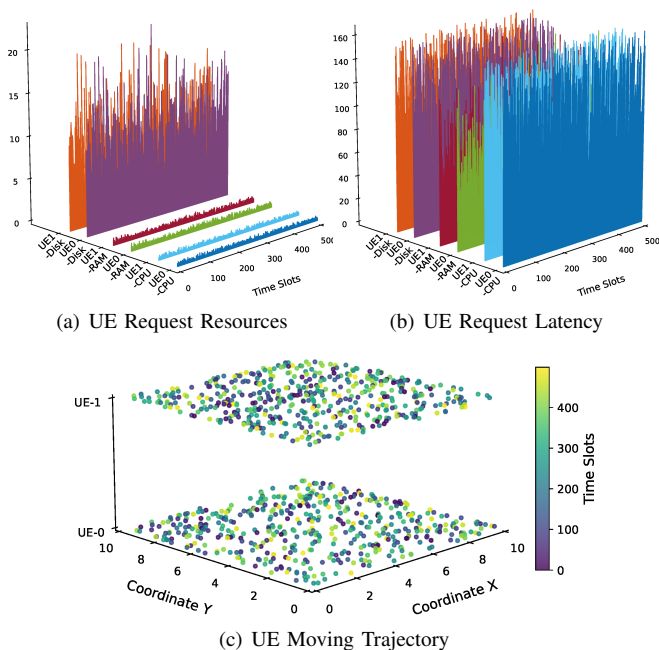 20
15
10
5
0
UE1
-Disk
UE0
-Disk
UE1
-RAM
UE0
-RAM
UE1
-CPU
UE0
-CPU
0
100
200
300
400
Time Slots
160
140
120
100
80
60
40
20
0
UE1
-Disk
UE0
-Disk
UE1
-RAM
UE0
-RAM
UE1
-CPU
UE0
-CPU
0
100
200
300
400
500
Time Slots
(a) UE Request Resources
(b) UE Request Latency
UE-1
UE-0
10
8
6
4
2
0
Coordinate Y
0
2
4
6
8
10
Coordinate X
400
300
200
100
0
Time Slots
(c) UE Moving Trajectory